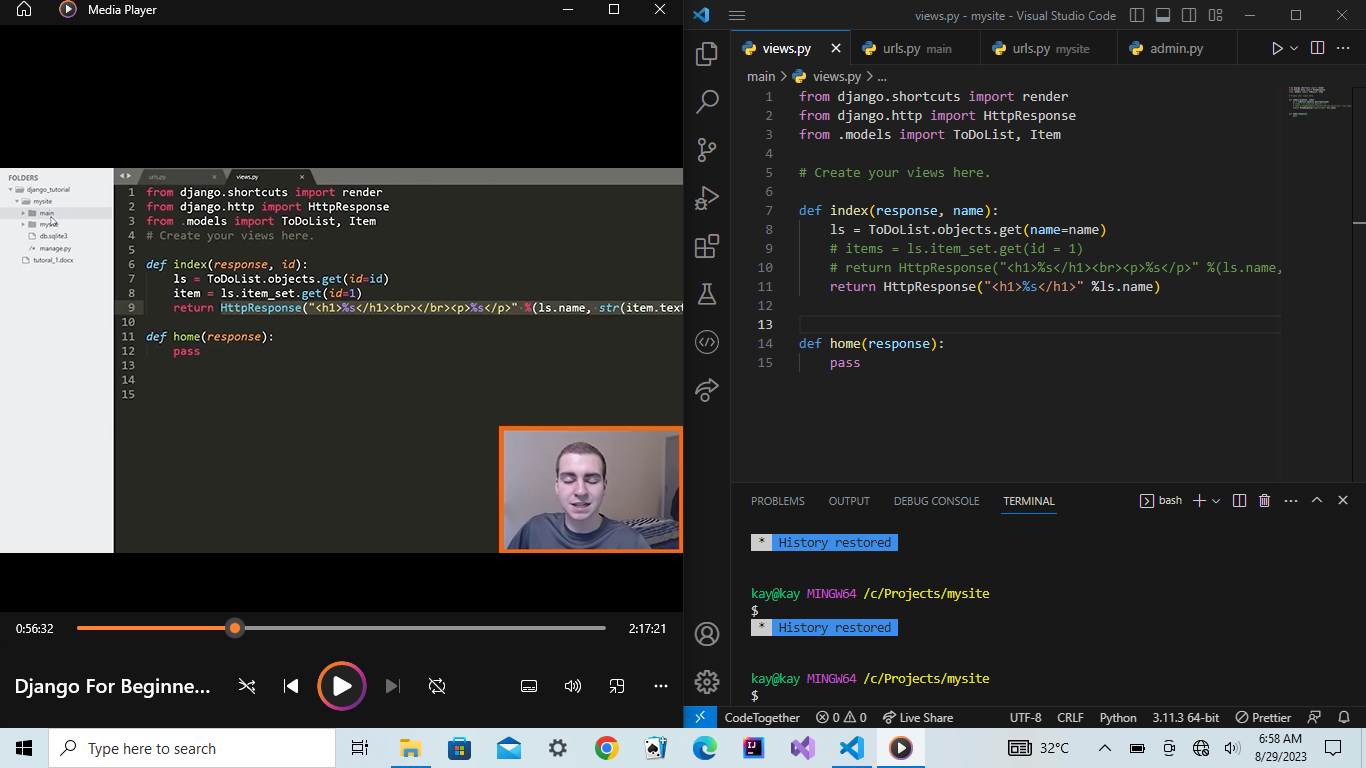 Media Player
FOLDERS
django_tutorial
mysite
main
db.sqlite3
manage.py
tutorial_1.docx
urls.py
views.py
1 from django.shortcuts import render
2 from django.http import HttpResponse
3 from .models import ToDoList, Item
4 # Create your views here.
5
6 def index(response, id):
7 ls = ToDoList.objects.get(id=id)
8 item = ls.item_set.get(id=1)
9 return HttpResponse("<h1>%s</h1><br></br><p>%s</p>" %(ls.name, str(item.text
10
11 def home(response):
12 pass
13
14
15
0:56:32
2:17:21
Django For Beginne...
views.py - mysite - Visual Studio Code
views.py
urls.py main
urls.py mysite
admin.py
main > views.py > ...
1 from django.shortcuts import render
2 from django.http import HttpResponse
3 from .models import ToDoList, Item
4
5 # Create your views here.
6
7 def index(response, name):
8 ls = ToDoList.objects.get(name=name)
9 # items = ls.item_set.get(id = 1)
10 # return HttpResponse("<h1>%s</h1><br><p>%s</p>" %(ls.name,
11 return HttpResponse("<h1>%s</h1>" %ls.name)
12
13
14 def home(response):
15 pass
PROBLEMS OUTPUT DEBUG CONSOLE TERMINAL
bash
* History restored
kay@kay MINGW64 /c/Projects/mysite
$
* History restored
kay@kay MINGW64 /c/Projects/mysite
$
CodeTogether 0 0 Live Share UTF-8 CRLF Python 3.11.3 64-bit Prettier
Type here to search
32°C
6:58 AM
8/29/2023